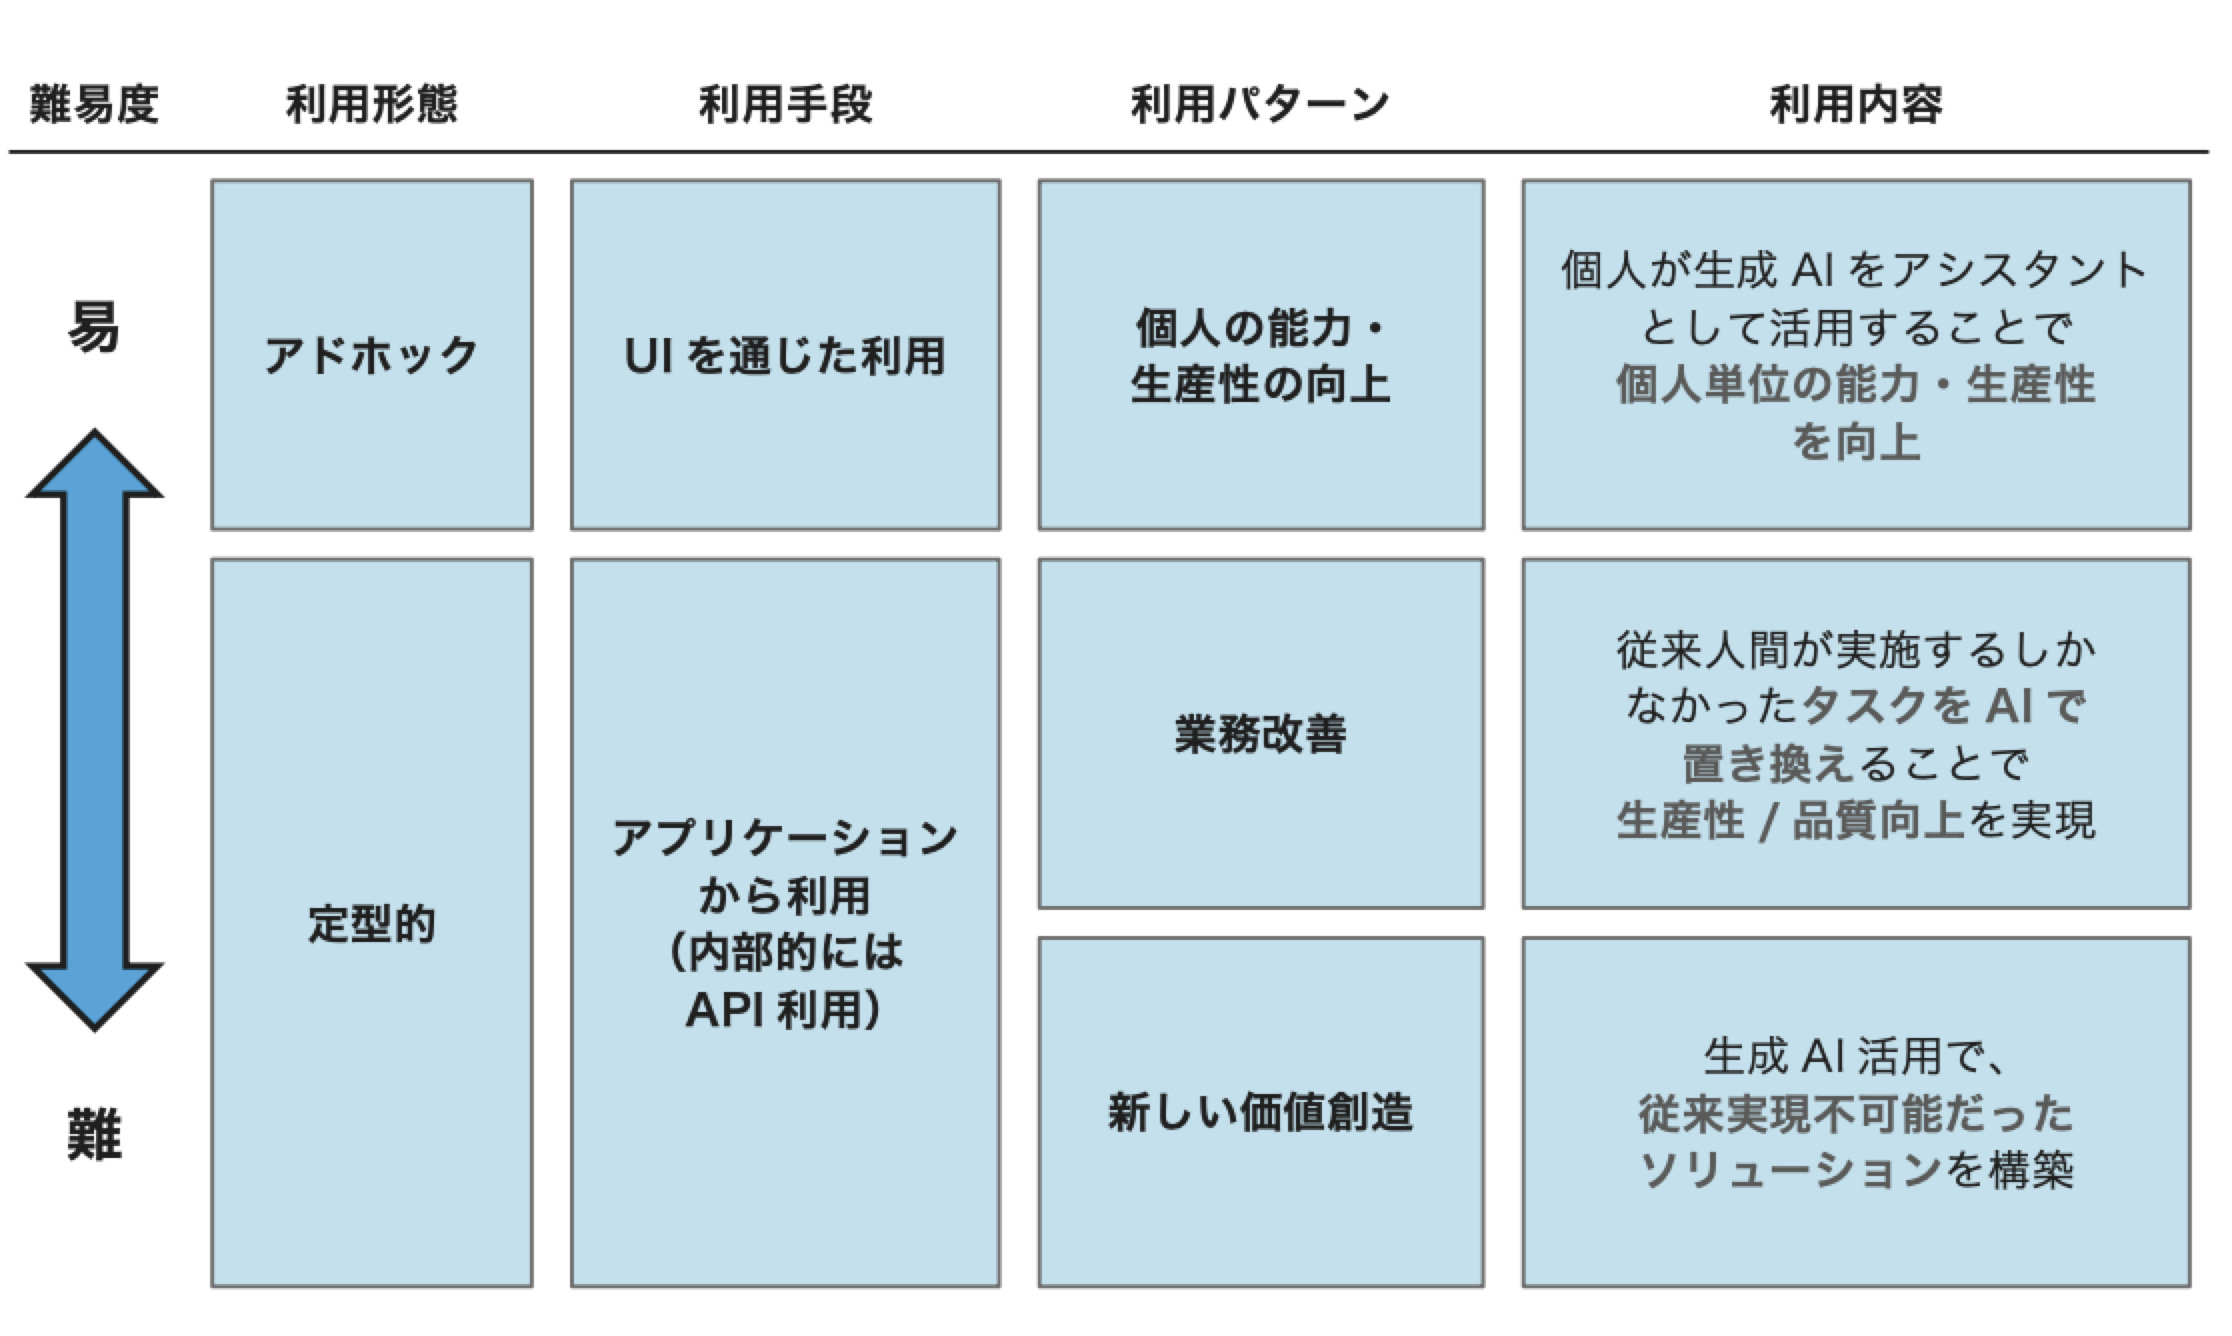 難易度
利用形態
利用手段
利用パターン
利用内容
易
難
アドホック
UI を通じた利用
個人の能力・
生産性の向上
個人が生成 AI をアシスタント
として活用することで
個人単位の能力・生産性
を向上
定型的
アプリケーション
から利用
（内部的には
API 利用）
業務改善
従来人間が実施するしか
なかったタスクを AI で
置き換えることで
生産性 / 品質向上を実現
新しい価値創造
生成 AI 活用で、
従来実現不可能だった
ソリューションを構築